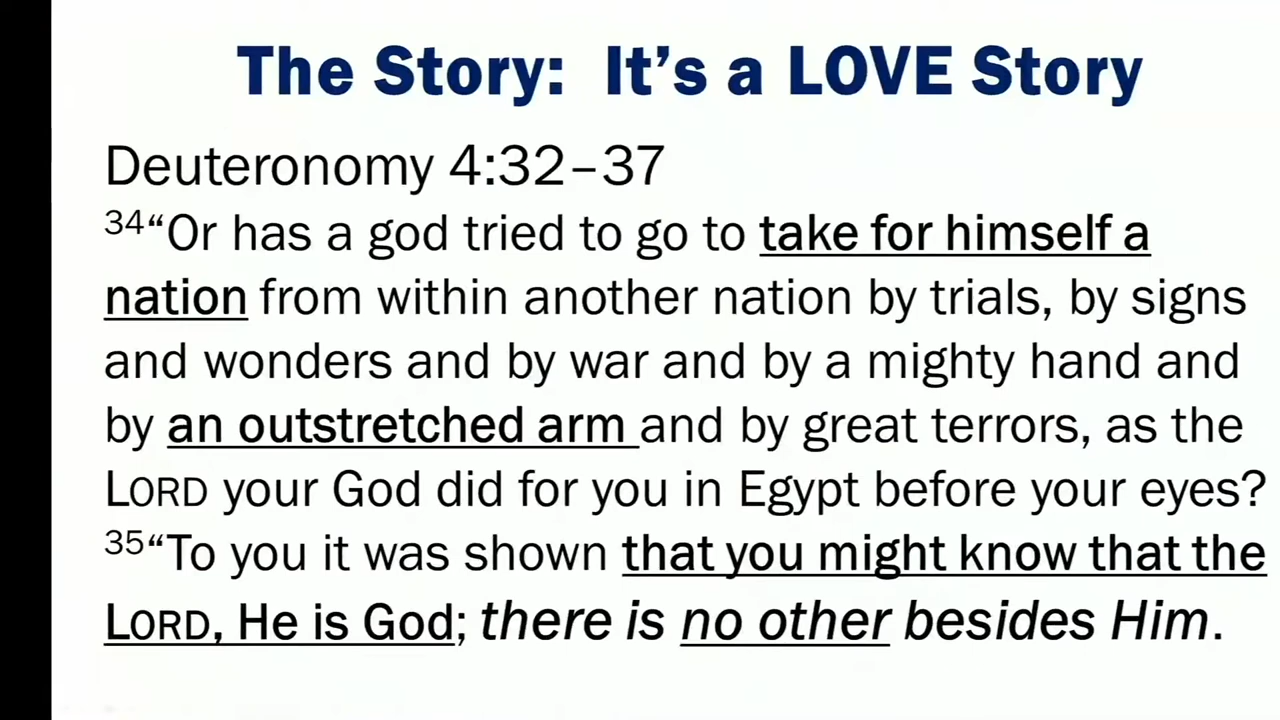 The Story:  It’s a LOVE Story
Deuteronomy 4:32–37
34“Or has a god tried to go to take for himself a
nation from within another nation by trials, by signs
and wonders and by war and by a mighty hand and
by an outstretched arm and by great terrors, as the
LORD your God did for you in Egypt before your eyes?
35“To you it was shown that you might know that the
LORD, He is God; there is no other besides Him.